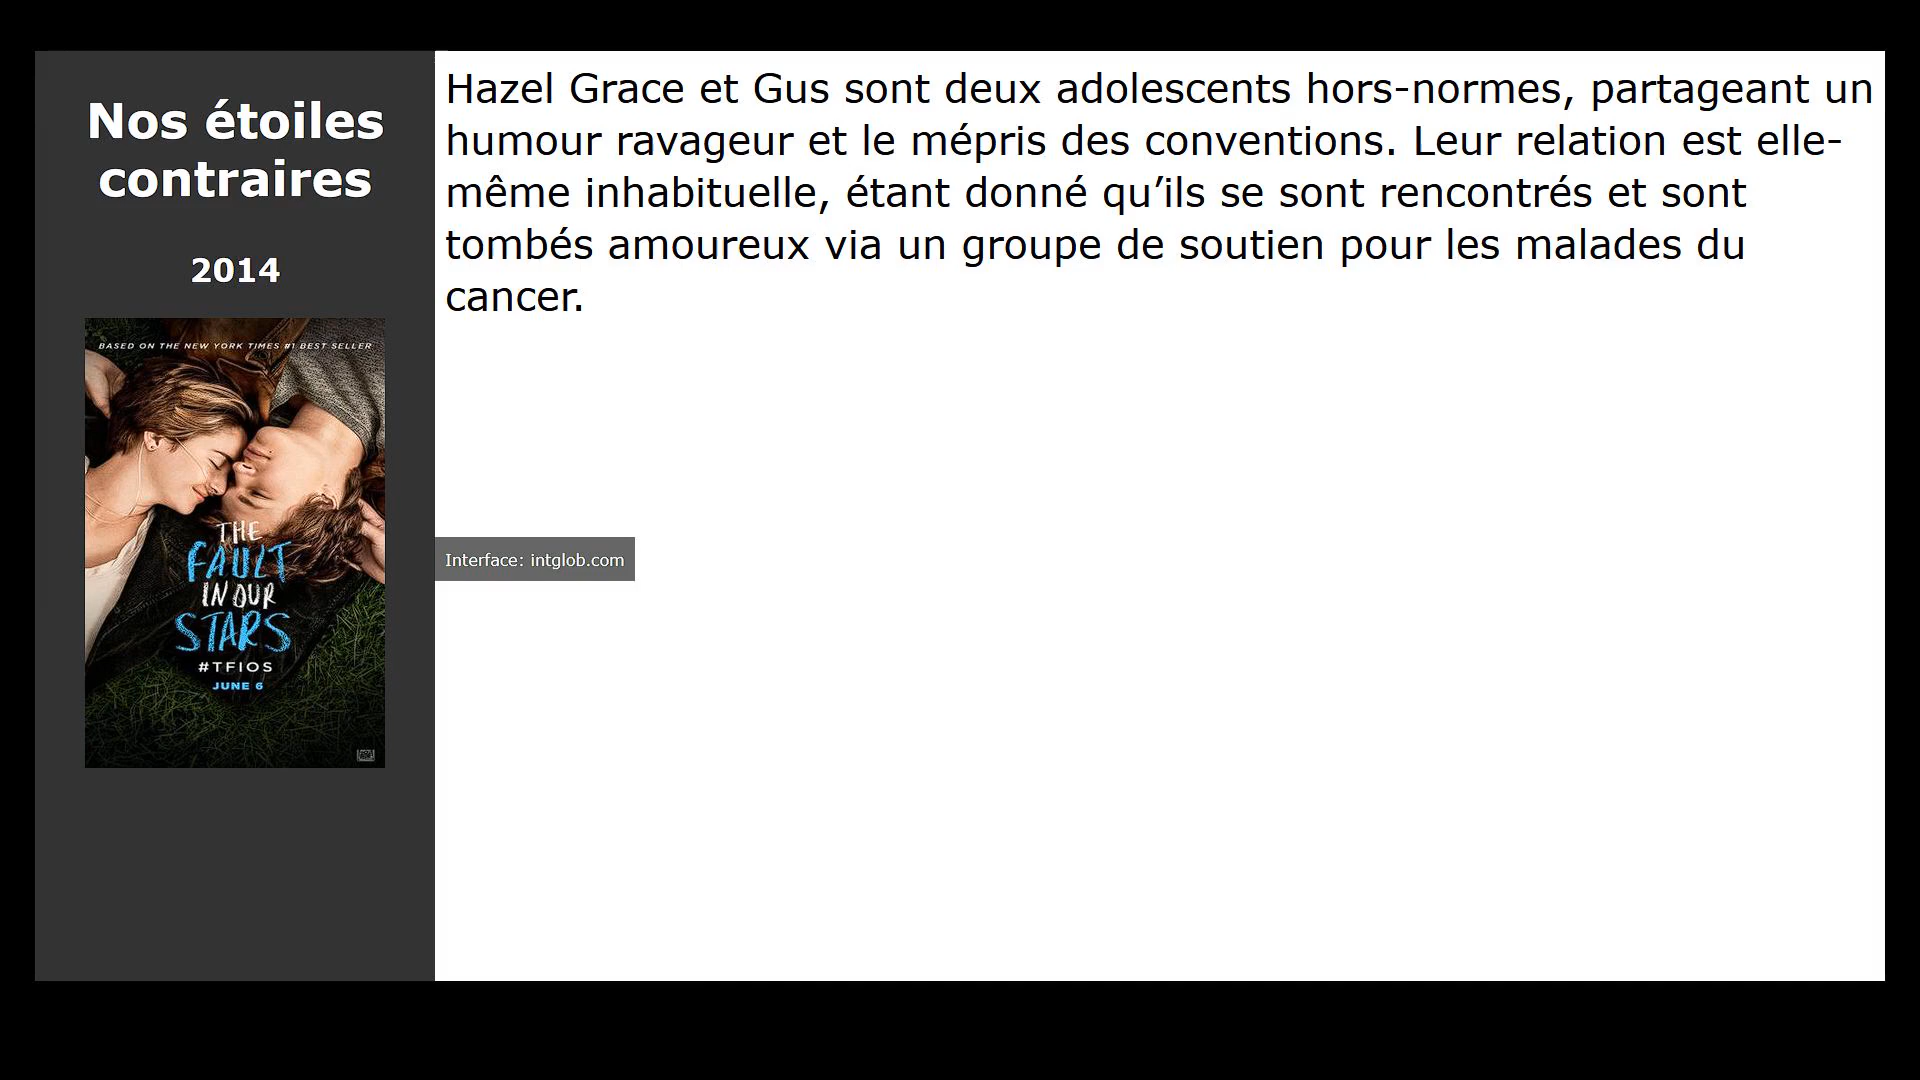 Nos étoiles
contraires
2014
BASED ON THE NEW YORK TIMES #1 BEST SELLER
THE
FAULT
IN OUR
STARS
#TFIOS
JUNE 6
Hazel Grace et Gus sont deux adolescents hors-normes, partageant un
humour ravageur et le mépris des conventions. Leur relation est elle-
même inhabituelle, étant donné qu’ils se sont rencontrés et sont
tombés amoureux via un groupe de soutien pour les malades du
cancer.
Interface: intglob.com